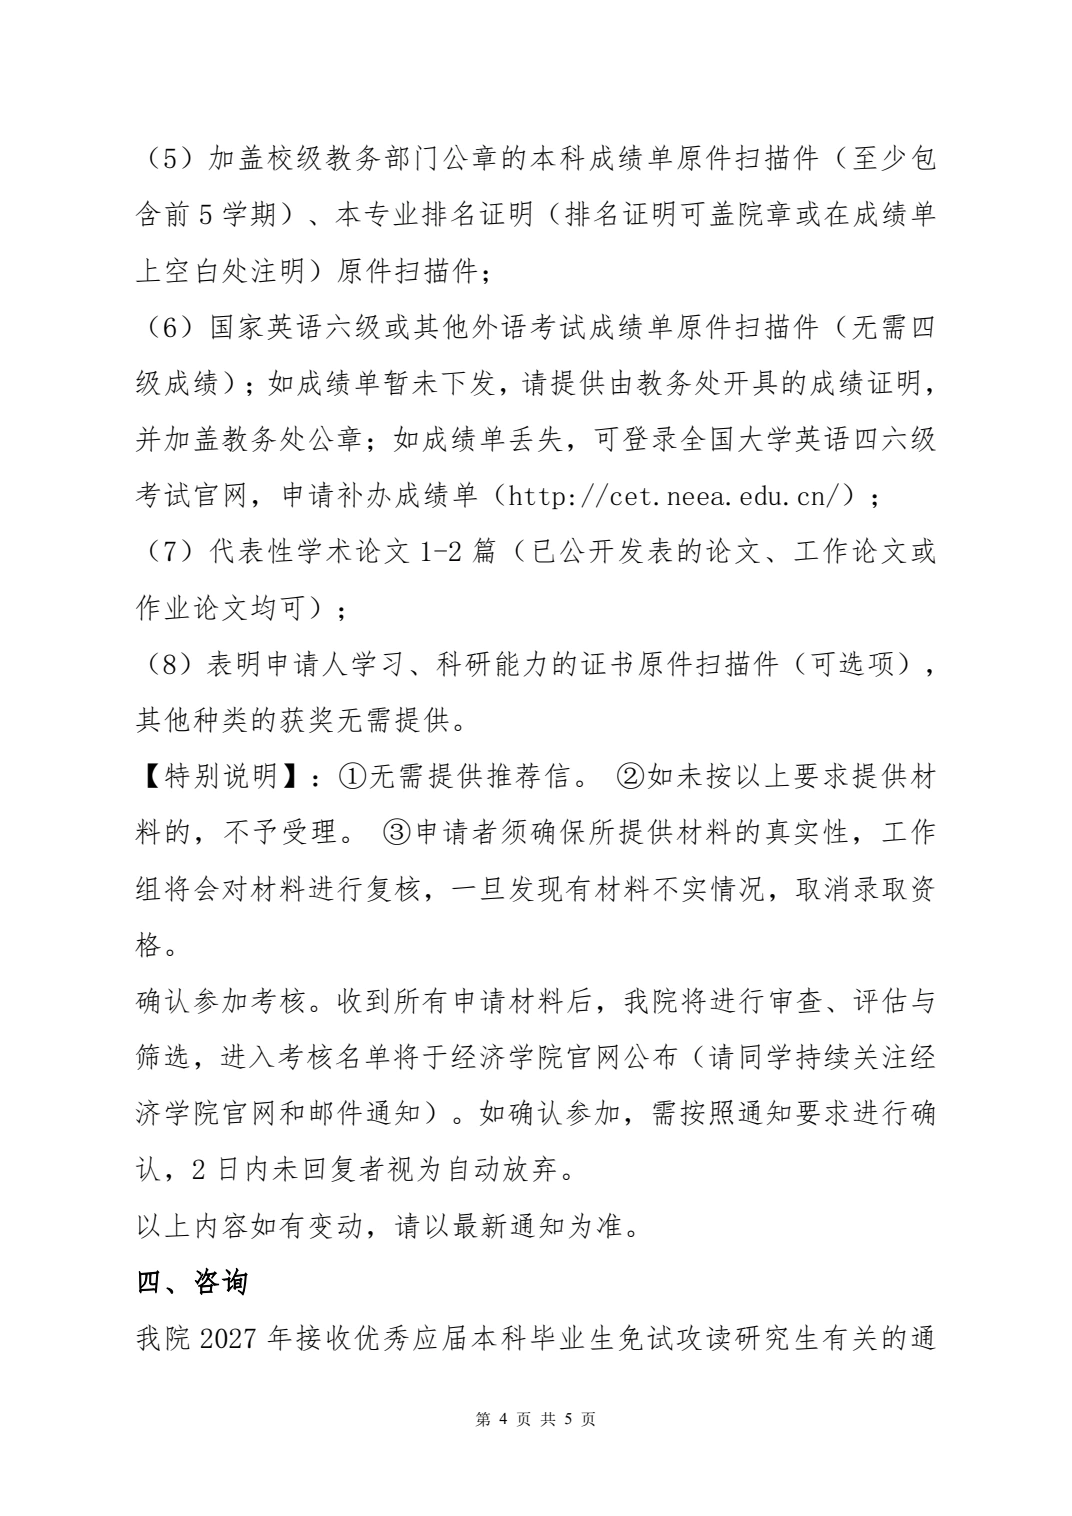 （5）加盖校级教务部门公章的本科成绩单原件扫描件（至少包
含前 5 学期）、本专业排名证明（排名证明可盖院章或在成绩单
上空白处注明）原件扫描件；
（6）国家英语六级或其他外语考试成绩单原件扫描件（无需四
级成绩）；如成绩单暂未下发，请提供由教务处开具的成绩证明，
并加盖教务处公章；如成绩单丢失，可登录全国大学英语四六级
考试官网，申请补办成绩单（http://cet.neea.edu.cn/）；
（7）代表性学术论文 1-2 篇（已公开发表的论文、工作论文或
作业论文均可）；
（8）表明申请人学习、科研能力的证书原件扫描件（可选项），
其他种类的获奖无需提供。
【特别说明】：①无需提供推荐信。 ②如未按以上要求提供材
料的，不予受理。 ③申请者须确保所提供材料的真实性，工作
组将会对材料进行复核，一旦发现有材料不实情况，取消录取资
格。
确认参加考核。收到所有申请材料后，我院将进行审查、评估与
筛选，进入考核名单将于经济学院官网公布（请同学持续关注经
济学院官网和邮件通知）。如确认参加，需按照通知要求进行确
认，2 日内未回复者视为自动放弃。
以上内容如有变动，请以最新通知为准。
四、咨询
我院 2027 年接收优秀应届本科毕业生免试攻读研究生有关的通
第 4 页 共 5 页